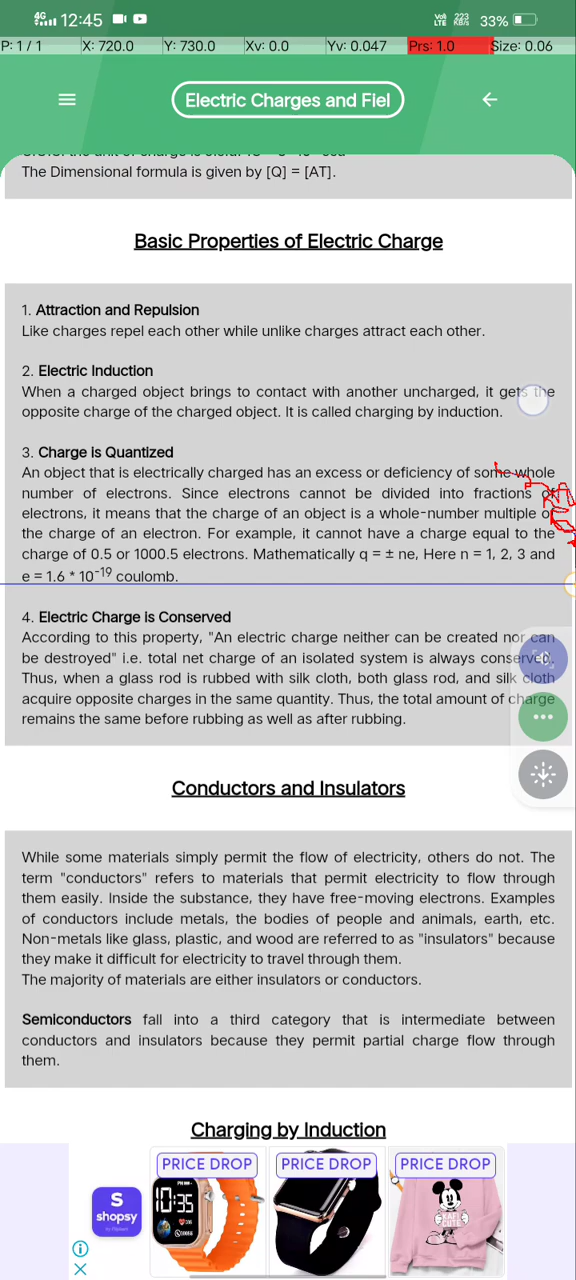 4G 12:45 Vo) LTE 223 KB/s 33%
P: 1 / 1 X: 720.0 Y: 730.0 Xv: 0.0 Yv: 0.047 Prs: 1.0 Size: 0.06
Electric Charges and Fiel
The Dimensional formula is given by [Q] = [AT].
Basic Properties of Electric Charge
1. Attraction and Repulsion
Like charges repel each other while unlike charges attract each other.
2. Electric Induction
When a charged object brings to contact with another uncharged, it gets the
opposite charge of the charged object. It is called charging by induction.
3. Charge is Quantized
An object that is electrically charged has an excess or deficiency of some whole
number of electrons. Since electrons cannot be divided into fractions of
electrons, it means that the charge of an object is a whole-number multiple of
the charge of an electron. For example, it cannot have a charge equal to the
charge of 0.5 or 1000.5 electrons. Mathematically q = ± ne, Here n = 1, 2, 3 and
e = 1.6 * 10⁻¹⁹ coulomb.
4. Electric Charge is Conserved
According to this property, "An electric charge neither can be created nor can
be destroyed" i.e. total net charge of an isolated system is always conserved.
Thus, when a glass rod is rubbed with silk cloth, both glass rod, and silk cloth
acquire opposite charges in the same quantity. Thus, the total amount of charge
remains the same before rubbing as well as after rubbing.
Conductors and Insulators
While some materials simply permit the flow of electricity, others do not. The
term "conductors" refers to materials that permit electricity to flow through
them easily. Inside the substance, they have free-moving electrons. Examples
of conductors include metals, the bodies of people and animals, earth, etc.
Non-metals like glass, plastic, and wood are referred to as "insulators" because
they make it difficult for electricity to travel through them.
The majority of materials are either insulators or conductors.
Semiconductors fall into a third category that is intermediate between
conductors and insulators because they permit partial charge flow through
them.
Charging by Induction
PRICE DROP PRICE DROP PRICE DROP
S
shopsy
10:35